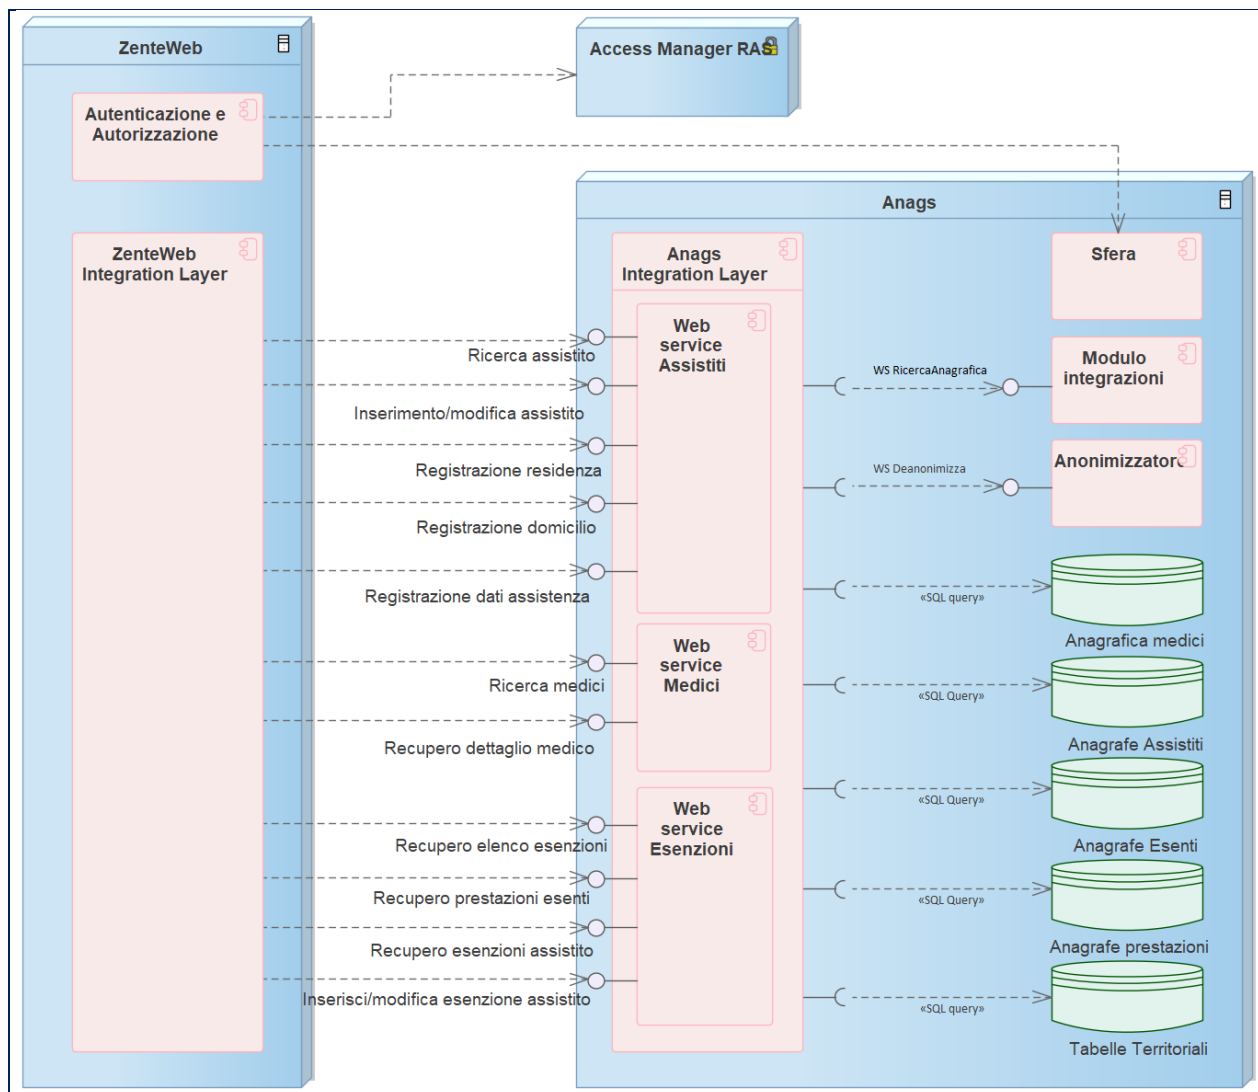 ZenteWeb
Autenticazione e
Autorizzazione
ZenteWeb
Integration Layer
Access Manager RAS
Anags
Anags
Integration Layer
Web
service
Assistiti
Ricerca assistito
Inserimento/modifica assistito
Registrazione residenza
Registrazione domicilio
Registrazione dati assistenza
Web
service
Medici
Ricerca medici
Recupero dettaglio medico
Web
service
Esenzioni
Recupero elenco esenzioni
Recupero prestazioni esenti
Recupero esenzioni assistito
Inserisci/modifica esenzione assistito
Sfera
WS RicercaAnagrafica
Modulo
integrazioni
WS Deanonimizza
Anonimizzatore
«SQL query»
Anagrafica medici
«SQL Query»
Anagrafe Assistiti
«SQL Query»
Anagrafe Esenti
«SQL Query»
Anagrafe prestazioni
«SQL query»
Tabelle Territoriali